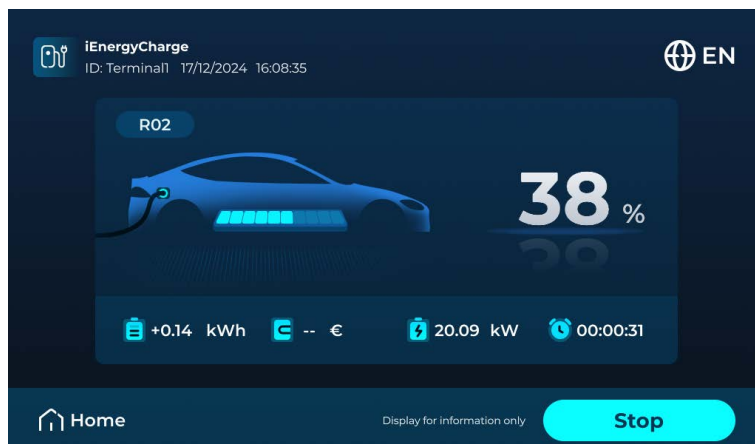 iEnergyCharge
ID: Terminal1 17/12/2024 16:08:35
EN
R02
38 %
+0.14 kWh -- € 20.09 kW 00:00:31
Home
Display for information only
Stop